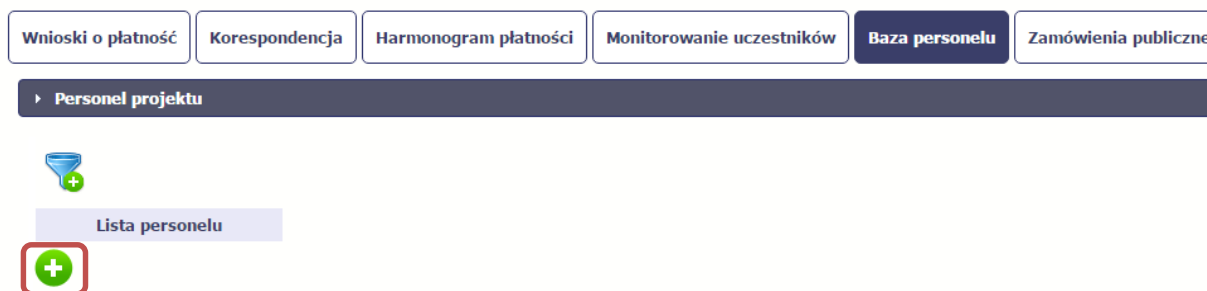 Wnioski o płatność Korespondencja Harmonogram płatności Monitorowanie uczestników Baza personelu Zamówienia publiczne
Personel projektu
Lista personelu